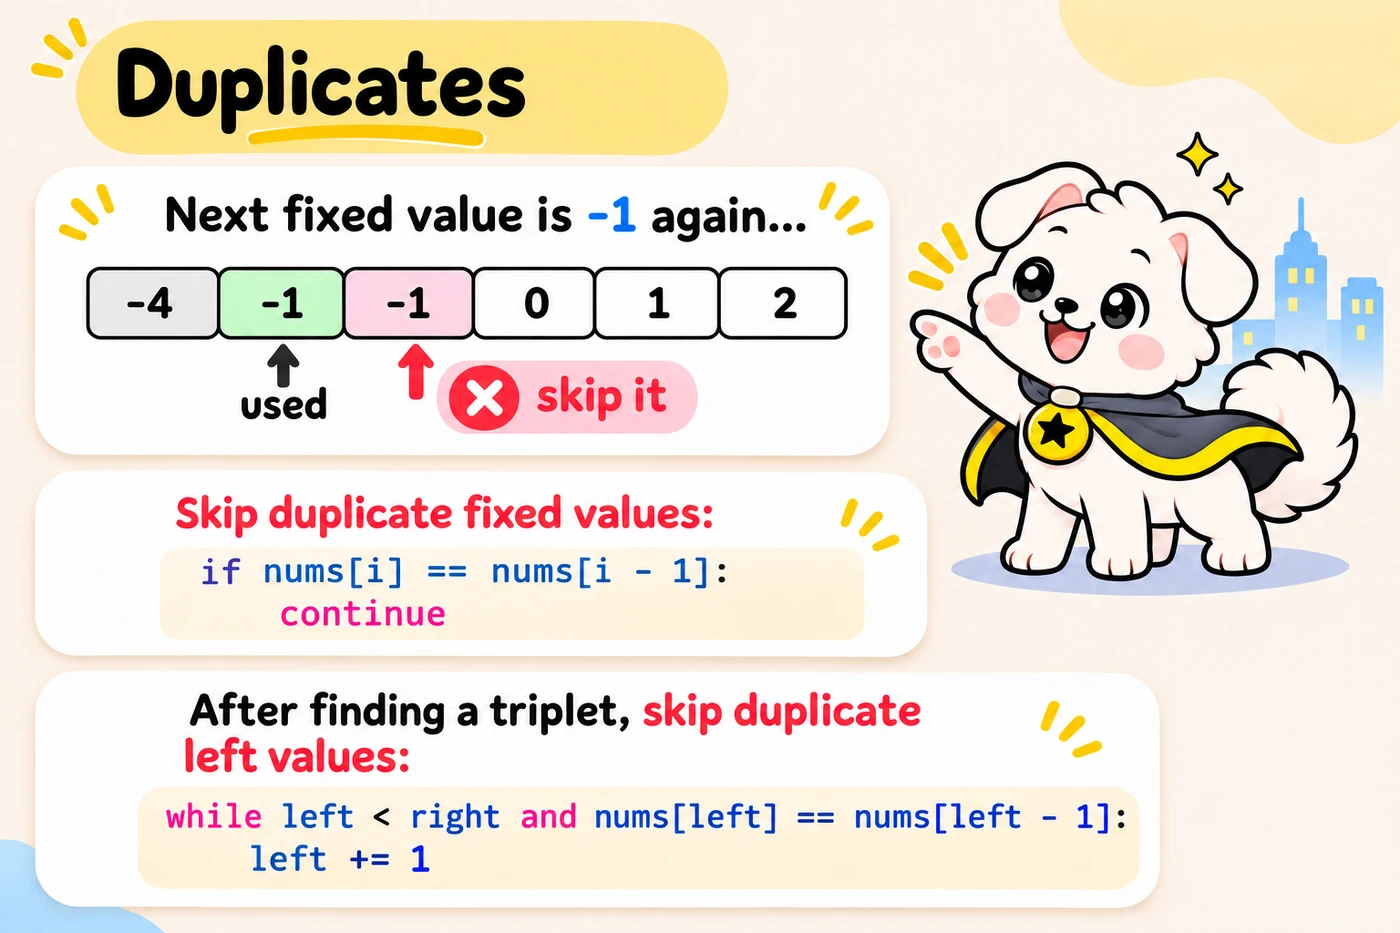 Duplicates
Next fixed value is -1 again...
-4 -1 -1 0 1 2
used
skip it
Skip duplicate fixed values:
if nums[i] == nums[i - 1]:
    continue
After finding a triplet, skip duplicate
left values:
while left < right and nums[left] == nums[left - 1]:
    left += 1